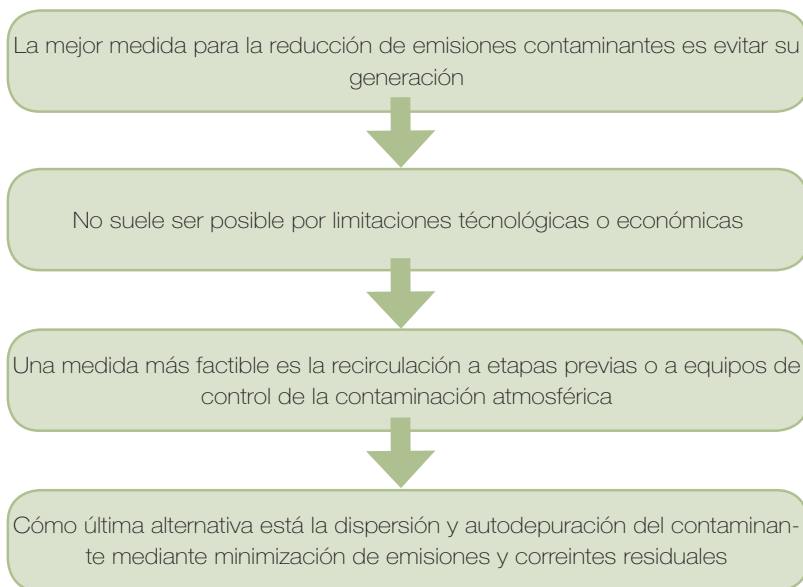 La mejor medida para la reducción de emisiones contaminantes es evitar su
generación
No suele ser posible por limitaciones técnológicas o económicas
Una medida más factible es la recirculación a etapas previas o a equipos de
control de la contaminación atmosférica
Cómo última alternativa está la dispersión y autodepuración del contaminan-
te mediante minimización de emisiones y correintes residuales